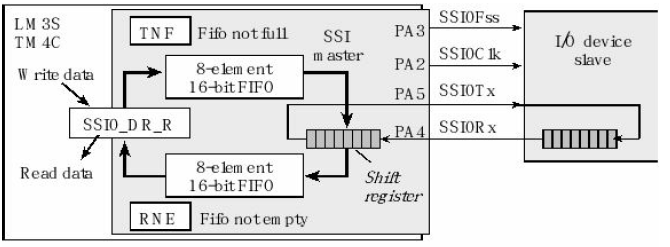 LM3S
TM4C
TNF
Fifo not full
SSI
master
8-element
16-bit FIFO
Write data
SSI0_DR_R
Read data
8-element
16-bit FIFO
RNE
Fifo not empty
Shift
register
PA3
PA2
PA5
PA4
SSI0Fss
SSI0Clk
SSI0Tx
SSI0Rx
I/O device
slave